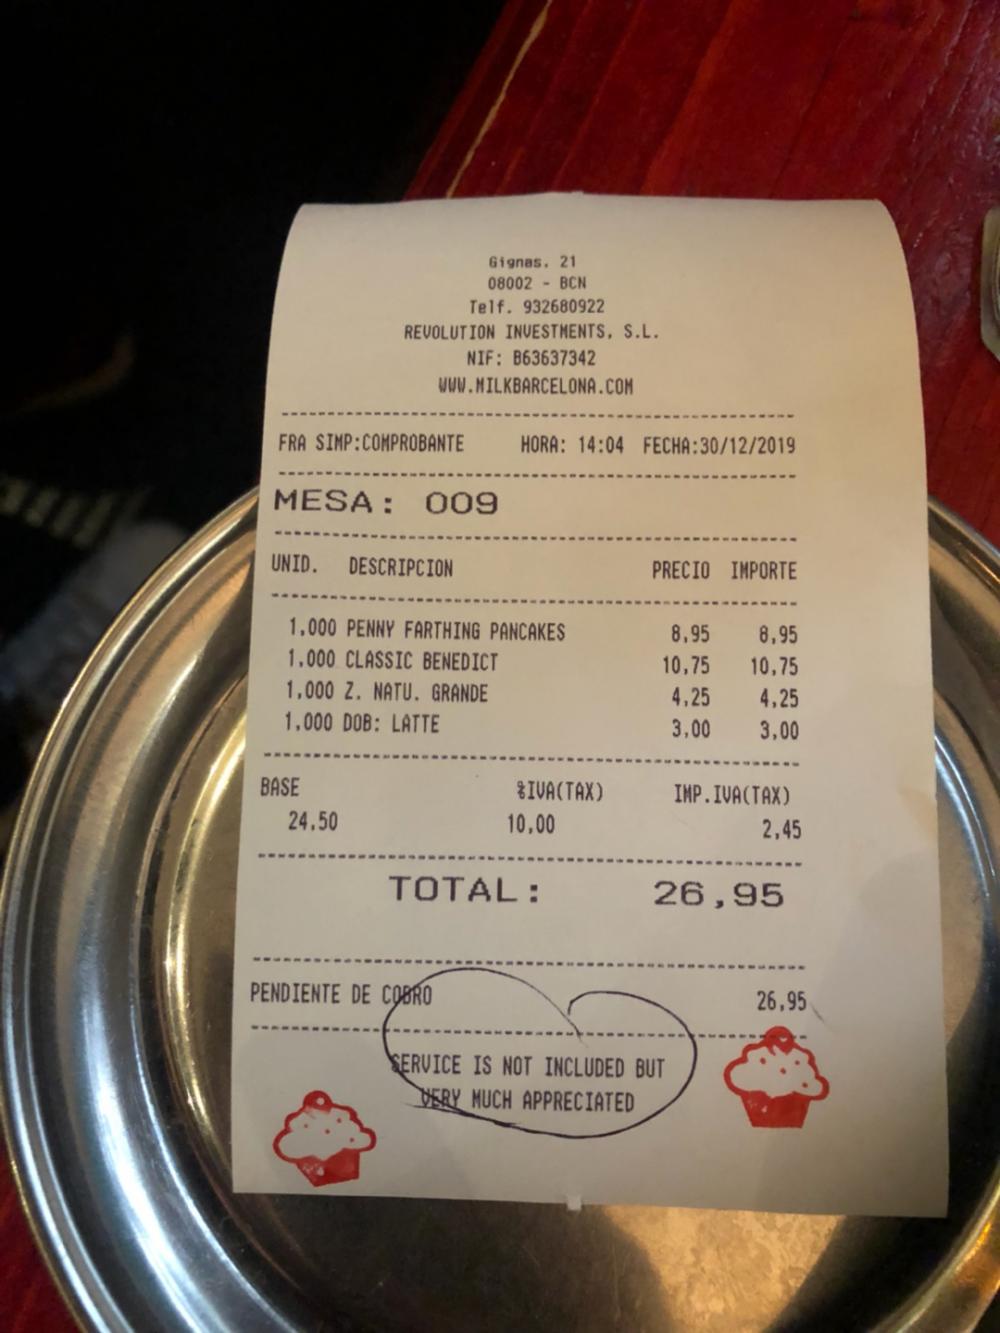 Gignas, 21
08002 - BCN
Telf. 932680922
REVOLUTION INVESTMENTS, S.L.
NIF: B63637342
WWW.MILKBARCELONA.COM
FRA SIMP:COMPROBANTE HORA: 14:04 FECHA:30/12/2019
MESA: 009
UNID. DESCRIPCION PRECIO IMPORTE
1,000 PENNY FARTHING PANCAKES 8,95 8,95
1,000 CLASSIC BENEDICT 10,75 10,75
1,000 Z. NATU. GRANDE 4,25 4,25
1,000 DOB: LATTE 3,00 3,00
BASE %IVA(TAX) IMP.IVA(TAX)
24,50 10,00 2,45
TOTAL: 26,95
PENDIENTE DE COBRO 26,95
SERVICE IS NOT INCLUDED BUT
VERY MUCH APPRECIATED